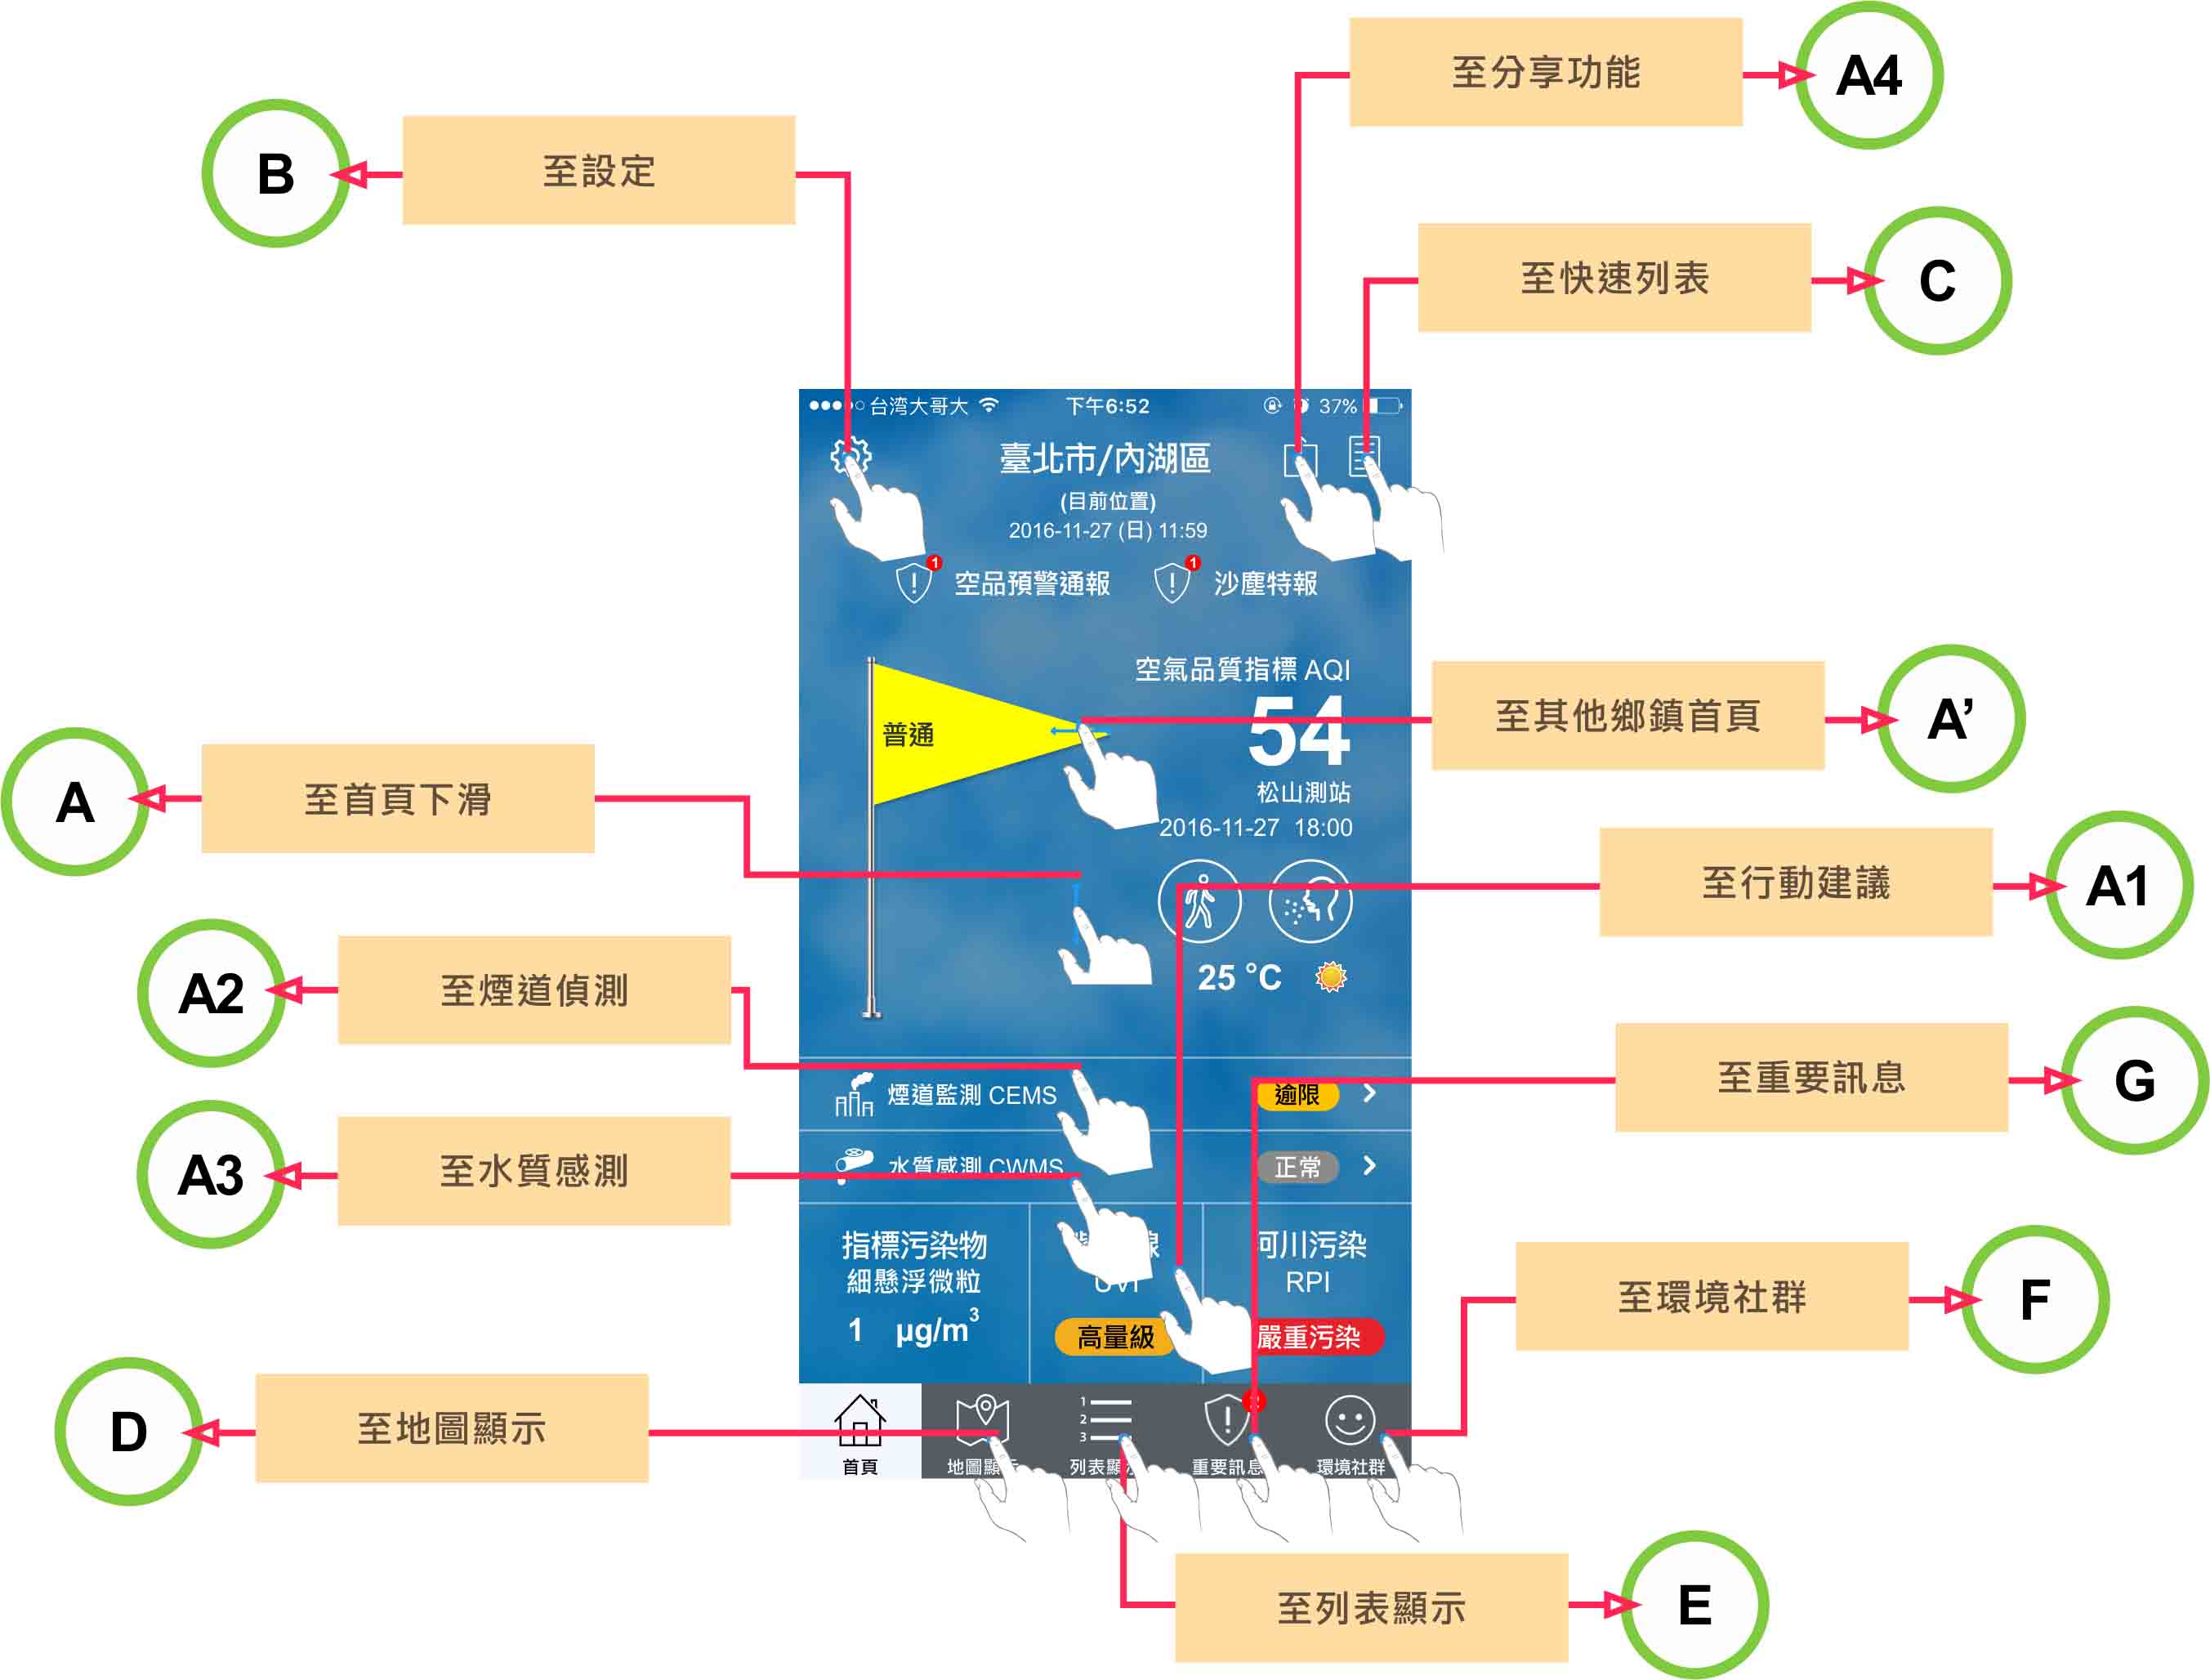 至分享功能
A4
B
至設定
至快速列表
C
台湾大哥大
下午6:52
37%
臺北市/內湖區
(目前位置)
2016-11-27 (日) 11:59
1
空品預警通報
1
沙塵特報
空氣品質指標 AQI
54
普通
至其他鄉鎮首頁
A’
松山測站
2016-11-27 18:00
A
至首頁下滑
至行動建議
A1
25 °C
A2
至煙道偵測
煙道監測 CEMS
逾限
至重要訊息
G
A3
至水質感測
水質感測 CWMS
正常
指標污染物
細懸浮微粒
1 μg/m³
UVI
高量級
河川污染
RPI
嚴重污染
至環境社群
F
D
至地圖顯示
1
2
3
首頁
地圖顯示
列表顯示
重要訊息
環境社群
至列表顯示
E